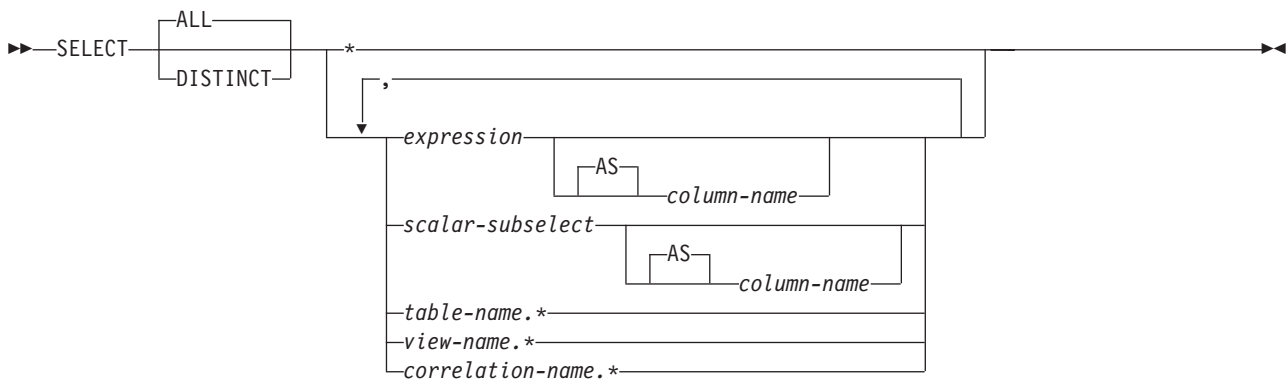 ALL
SELECT
DISTINCT
*
,
expression
AS
column-name
scalar-subselect
AS
column-name
table-name.*
view-name.*
correlation-name.*